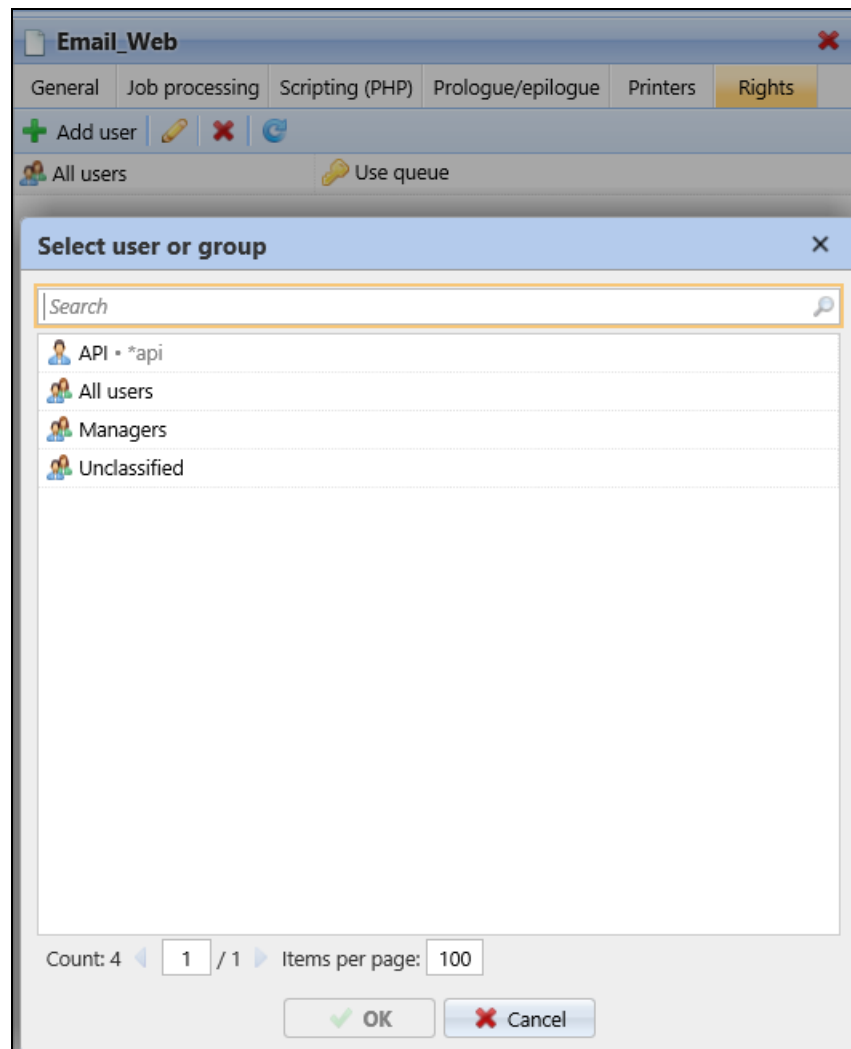 Email_Web
General Job processing Scripting (PHP) Prologue/epilogue Printers Rights
Add user
All users Use queue
Select user or group
Search
API • *api
All users
Managers
Unclassified
Count: 4 1 / 1 Items per page: 100
OK Cancel